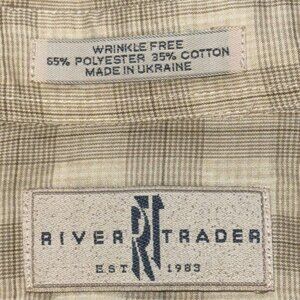 WRINKLE FREE
65% POLYESTER 35% COTTON
MADE IN UKRAINE
RT
RIVER TRADER
EST 1983